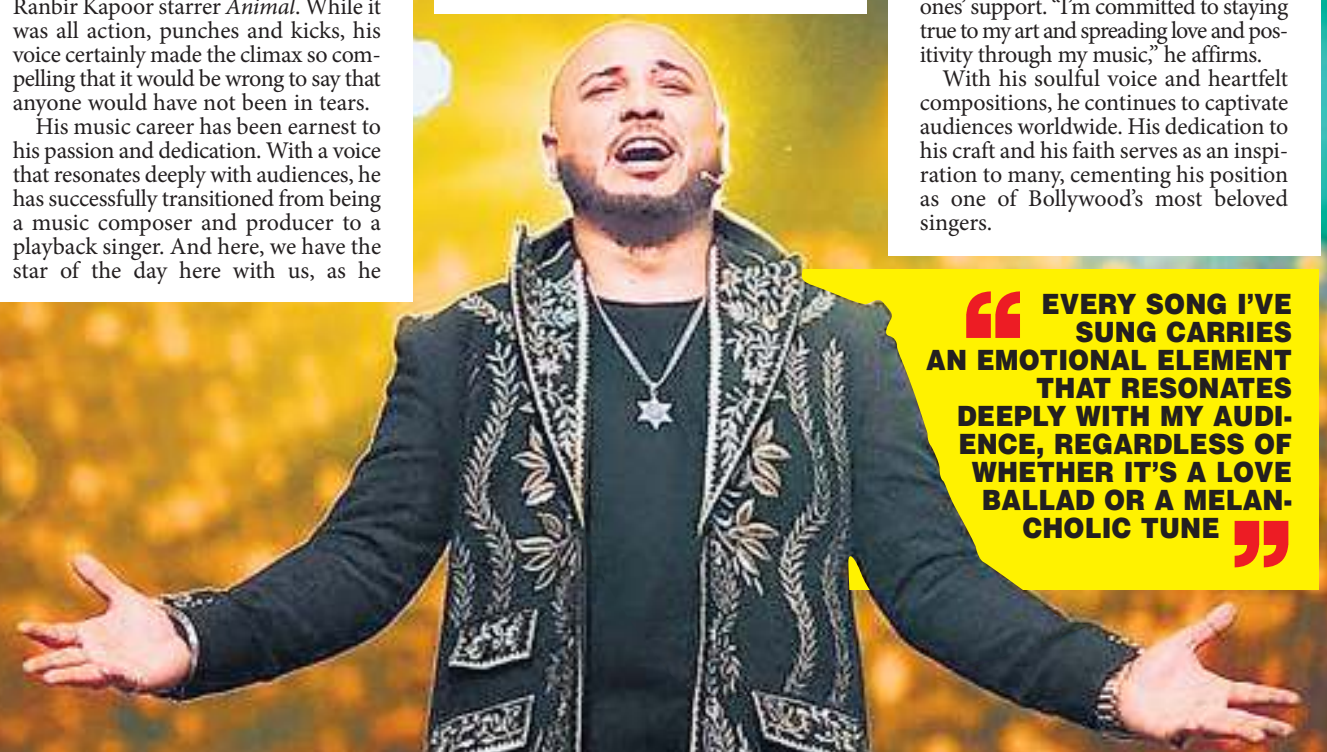 Ranbir Kapoor starrer Animal. While it
was all action, punches and kicks, his
voice certainly made the climax so com-
pelling that it would be wrong to say that
anyone would have not been in tears.
His music career has been earnest to
his passion and dedication. With a voice
that resonates deeply with audiences, he
has successfully transitioned from being
a music composer and producer to a
playback singer. And here, we have the
star of the day here with us, as he
ones’ support. “I’m committed to staying
true to my art and spreading love and pos-
itivity through my music,” he affirms.
With his soulful voice and heartfelt
compositions, he continues to captivate
audiences worldwide. His dedication to
his craft and his faith serves as an inspi-
ration to many, cementing his position
as one of Bollywood’s most beloved
singers.
“ EVERY SONG I’VE
SUNG CARRIES
AN EMOTIONAL ELEMENT
THAT RESONATES
DEEPLY WITH MY AUDI-
ENCE, REGARDLESS OF
WHETHER IT’S A LOVE
BALLAD OR A MELAN-
CHOLIC TUNE ”